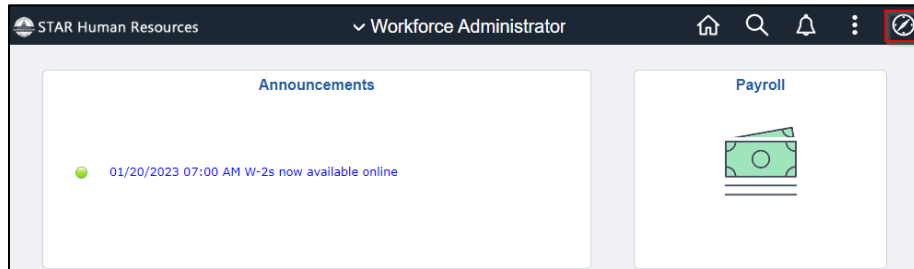 STAR Human Resources
Workforce Administrator
Announcements
01/20/2023 07:00 AM W-2s now available online
Payroll